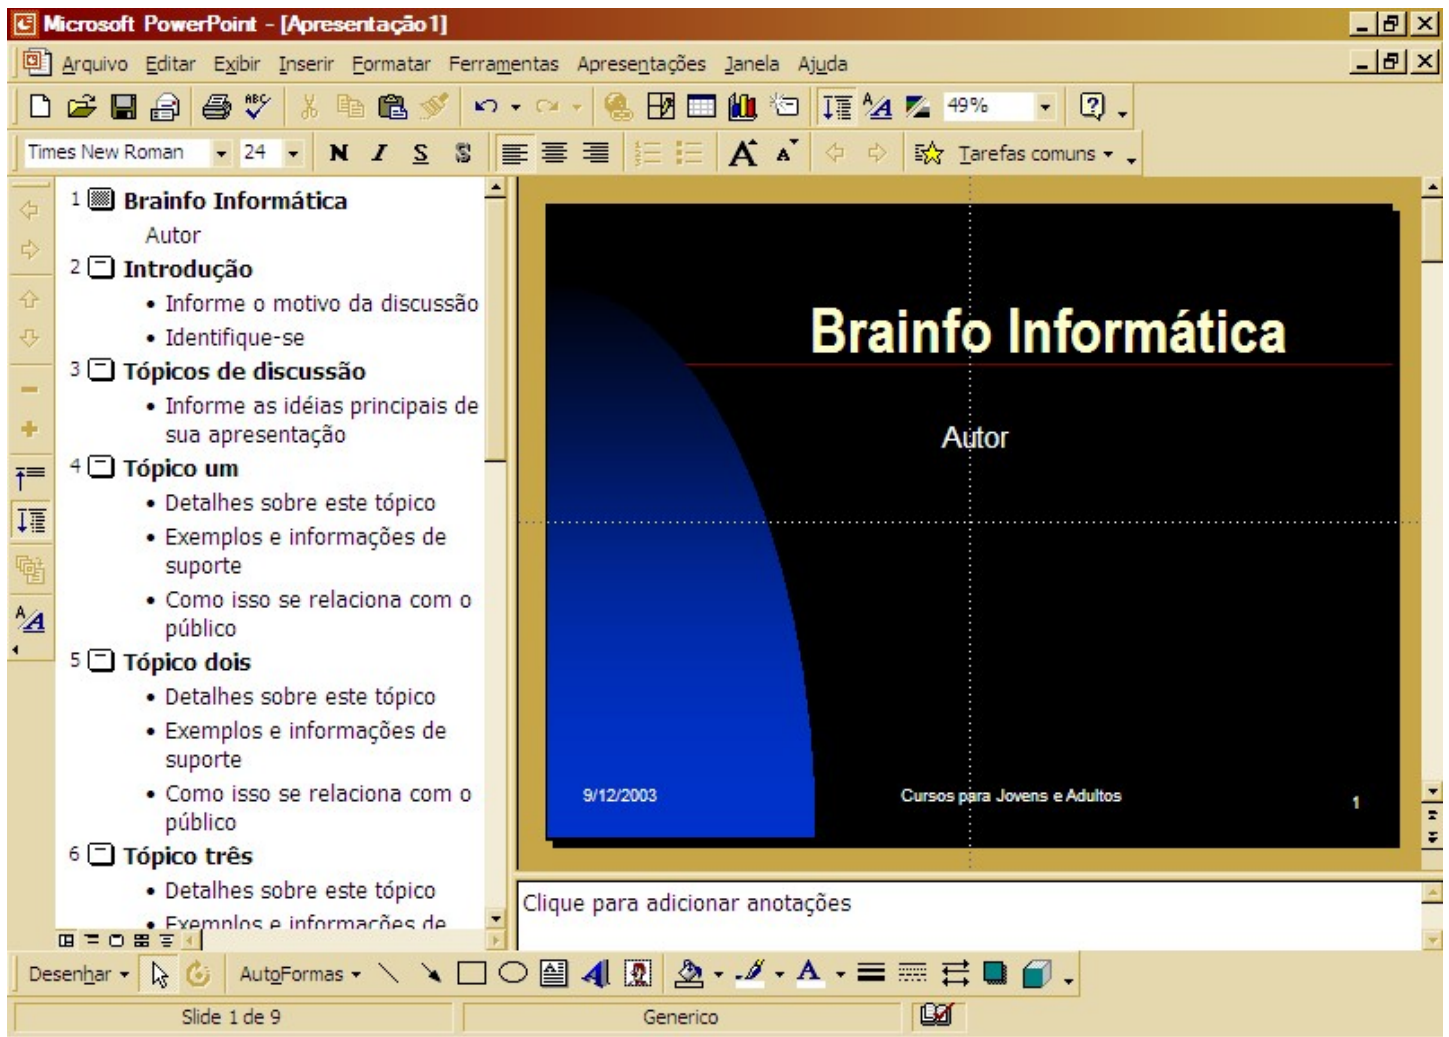 Microsoft PowerPoint - [Apresentação1]
Arquivo Editar Exibir Inserir Formatar Ferramentas Apresentações Janela Ajuda
ABC 49%
Times New Roman 24 N I S S A A Tarefas comuns
1 Brainfo Informática
Autor
2 Introdução
• Informe o motivo da discussão
• Identifique-se
3 Tópicos de discussão
• Informe as idéias principais de
sua apresentação
4 Tópico um
• Detalhes sobre este tópico
• Exemplos e informações de
suporte
• Como isso se relaciona com o
público
5 Tópico dois
• Detalhes sobre este tópico
• Exemplos e informações de
suporte
• Como isso se relaciona com o
público
6 Tópico três
• Detalhes sobre este tópico
• Exemplos e informações de
Brainfo Informática
Autor
9/12/2003 Cursos para Jovens e Adultos 1
Clique para adicionar anotações
Desenhar AutoFormas
Slide 1 de 9 Generico